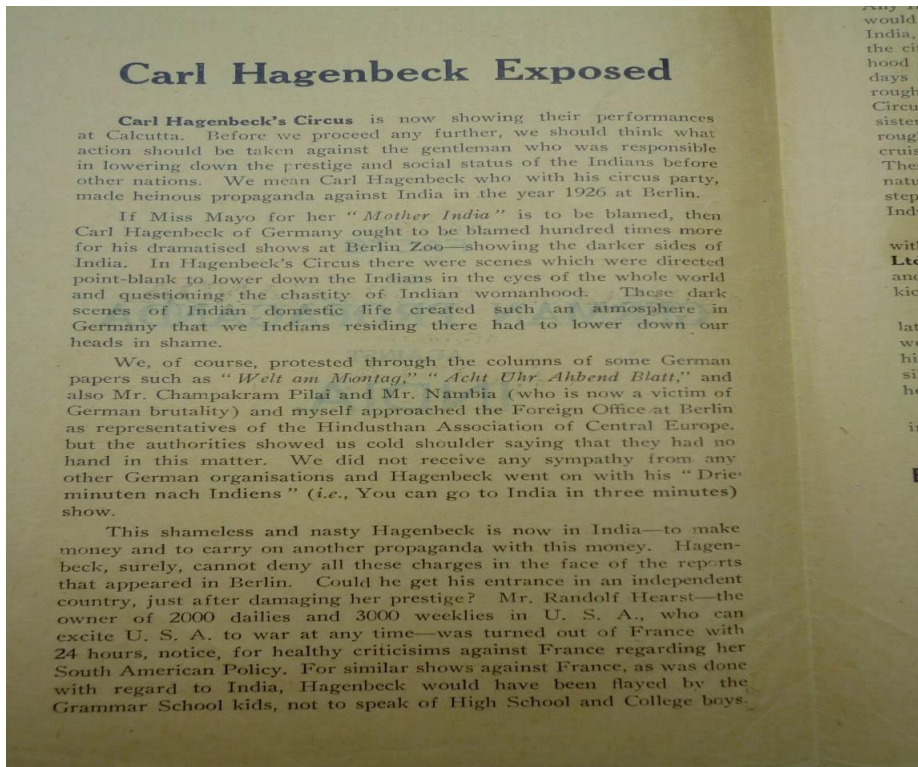 Carl Hagenbeck Exposed
Carl Hagenbeck's Circus is now showing their performances
at Calcutta. Before we proceed any further, we should think what
action should be taken against the gentleman who was responsible
in lowering down the prestige and social status of the Indians before
other nations. We mean Carl Hagenbeck who with his circus party,
made heinous propaganda against India in the year 1926 at Berlin.
If Miss Mayo for her "Mother India" is to be blamed, then
Carl Hagenbeck of Germany ought to be blamed hundred times more
for his dramatised shows at Berlin Zoo—showing the darker sides of
India. In Hagenbeck's Circus there were scenes which were directed
point-blank to lower down the Indians in the eyes of the whole world
and questioning the chastity of Indian womanhood. These dark
scenes of Indian domestic life created such an atmosphere in
Germany that we Indians residing there had to lower down our
heads in shame.
We, of course, protested through the columns of some German
papers such as "Welt am Montag," "Acht Uhr Ahbend Blatt," and
also Mr. Champakram Pilai and Mr. Nambia (who is now a victim of
German brutality) and myself approached the Foreign Office at Berlin
as representatives of the Hindusthan Association of Central Europe.
but the authorities showed us cold shoulder saying that they had no
hand in this matter. We did not receive any sympathy from any
other German organisations and Hagenbeck went on with his "Drie-
minuten nach Indiens" (i.e., You can go to India in three minutes)
show.
This shameless and nasty Hagenbeck is now in India—to make
money and to carry on another propaganda with this money. Hagen-
beck, surely, cannot deny all these charges in the face of the reports
that appeared in Berlin. Could he get his entrance in an independent
country, just after damaging her prestige? Mr. Randolf Hearst—the
owner of 2000 dailies and 3000 weeklies in U. S. A., who can
excite U. S. A. to war at any time—was turned out of France with
24 hours, notice, for healthy criticisims against France regarding her
South American Policy. For similar shows against France, as was done
with regard to India, Hagenbeck would have been flayed by the
Grammar School kids, not to speak of High School and College boys.
would
India,
the
hood
days
rough